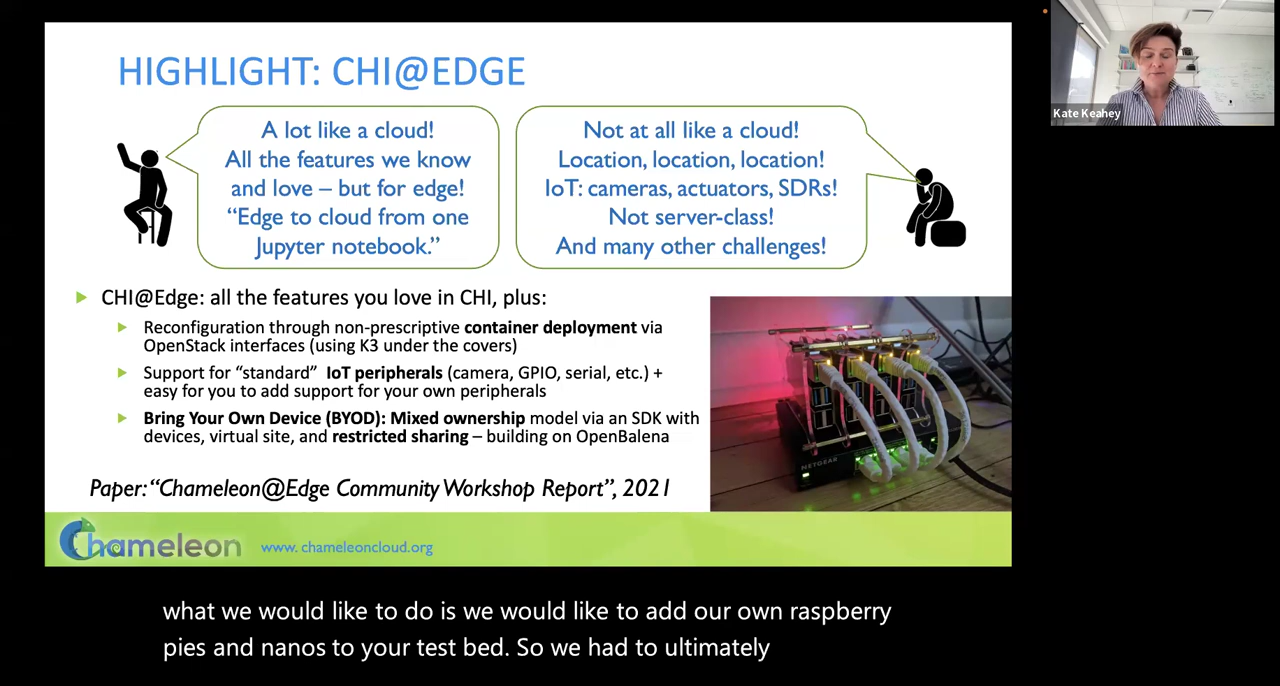 HIGHLIGHT: CHI@EDGE
A lot like a cloud!
All the features we know
and love – but for edge!
“Edge to cloud from one
Jupyter notebook.”
Not at all like a cloud!
Location, location, location!
IoT: cameras, actuators, SDRs!
Not server-class!
And many other challenges!
CHI@Edge: all the features you love in CHI, plus:
Reconfiguration through non-prescriptive container deployment via
OpenStack interfaces (using K3 under the covers)
Support for “standard” IoT peripherals (camera, GPIO, serial, etc.) +
easy for you to add support for your own peripherals
Bring Your Own Device (BYOD): Mixed ownership model via an SDK with
devices, virtual site, and restricted sharing – building on OpenBalena
Paper: “Chameleon@Edge Community Workshop Report”, 2021
NETGEAR
Chameleon
www. chameleoncloud.org
Kate Keahey
what we would like to do is we would like to add our own raspberry
pies and nanos to your test bed. So we had to ultimately